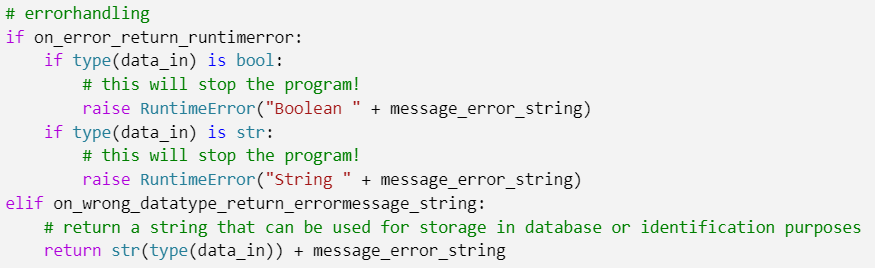 # errorhandling
if on_error_return_runtimerror:
    if type(data_in) is bool:
        # this will stop the program!
        raise RuntimeError("Boolean " + message_error_string)
    if type(data_in) is str:
        # this will stop the program!
        raise RuntimeError("String " + message_error_string)
elif on_wrong_datatype_return_errormessage_string:
    # return a string that can be used for storage in database or identification purposes
    return str(type(data_in)) + message_error_string